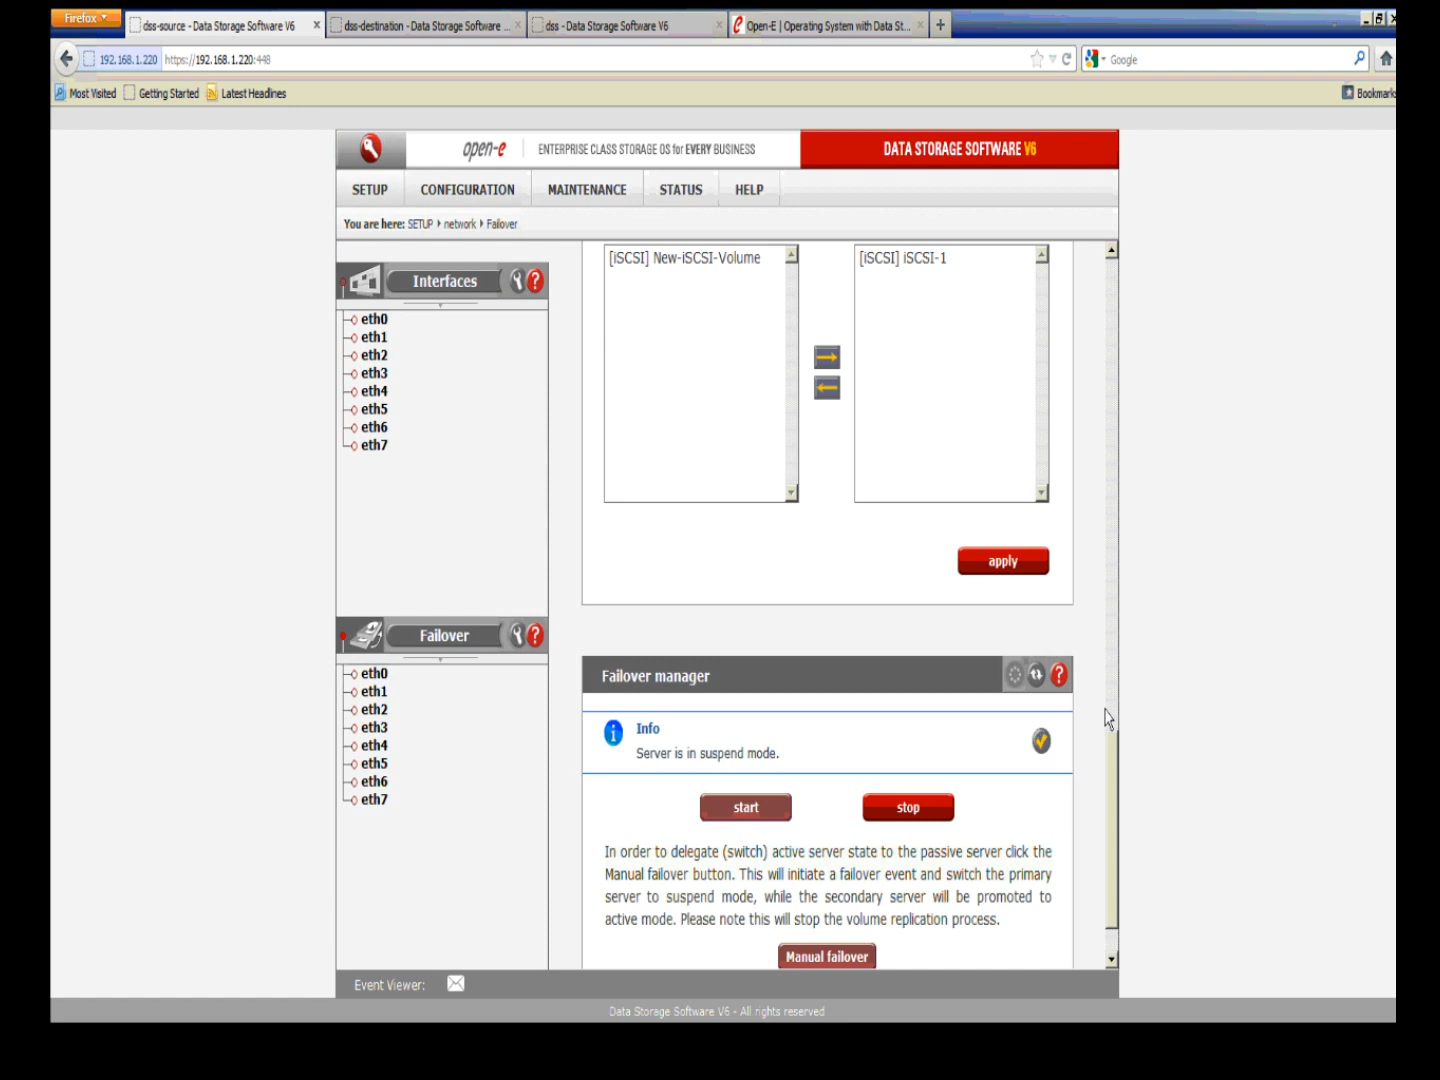 Firefox
dss-source - Data Storage Software V6
dss-destination - Data Storage Software ...
dss - Data Storage Software V6
Open-E | Operating System with Data St...
192.168.1.220 https://192.168.1.220:448
Google
Most Visited Getting Started Latest Headlines
Bookmark
open-e ENTERPRISE CLASS STORAGE OS for EVERY BUSINESS
DATA STORAGE SOFTWARE V6
SETUP CONFIGURATION MAINTENANCE STATUS HELP
You are here: SETUP network Failover
Interfaces
eth0
eth1
eth2
eth3
eth4
eth5
eth6
eth7
[iSCSI] New-iSCSI-Volume
[iSCSI] iSCSI-1
apply
Failover
eth0
eth1
eth2
eth3
eth4
eth5
eth6
eth7
Failover manager
Info
Server is in suspend mode.
start stop
In order to delegate (switch) active server state to the passive server click the
Manual failover button. This will initiate a failover event and switch the primary
server to suspend mode, while the secondary server will be promoted to
active mode. Please note this will stop the volume replication process.
Manual failover
Event Viewer:
Data Storage Software V6 - All rights reserved